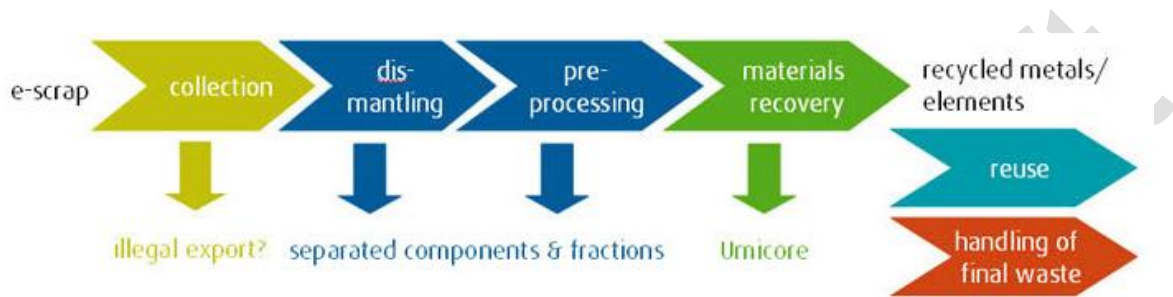 e-scrap
collection
dis-
mantling
pre-
processing
materials
recovery
recycled metals/
elements
reuse
handling of
final waste
illegal export?
separated components & fractions
Umicore